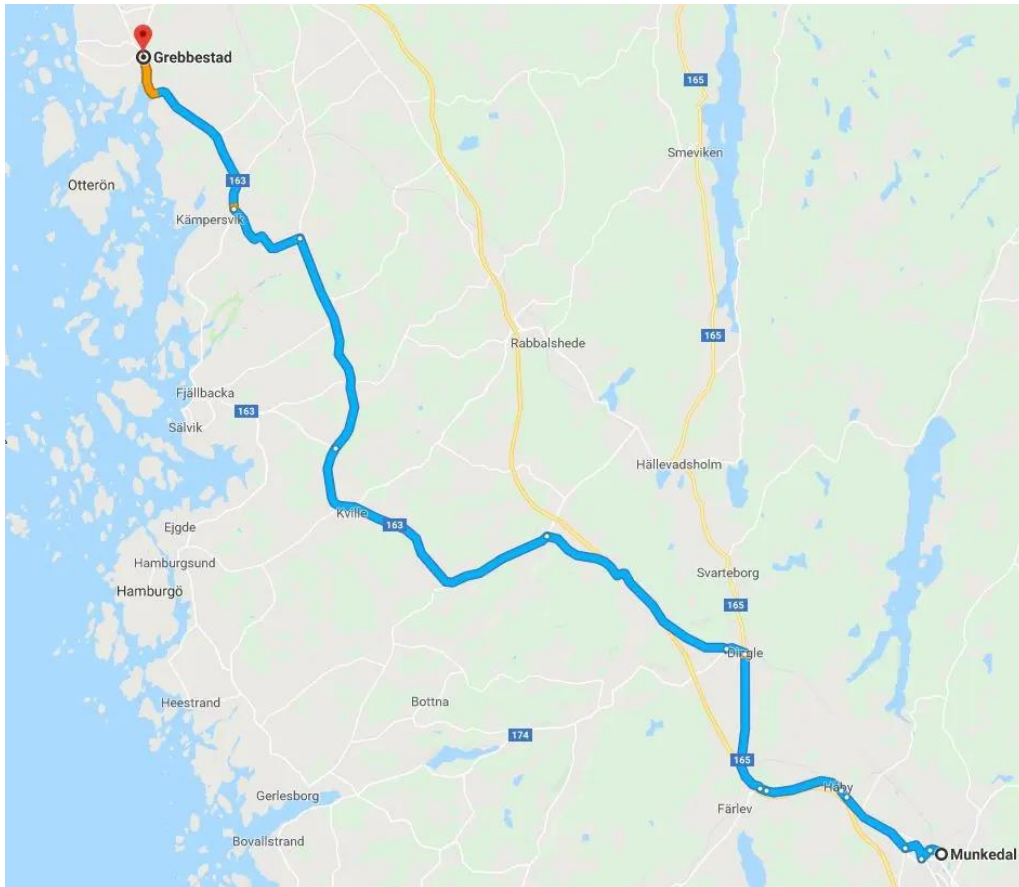 Grebbestad
165
Smeviken
163
Otterön
Kämpersvik
165
Rabbalshede
Fjällbacka
163
Sälvik
Hällevadsholm
Kville
163
Ejgde
Hamburgsund
Svarteborg
Hamburgö
165
Dingle
Heestrand
Bottna
174
165
Håby
Gerlesborg
Färlev
Bovallstrand
Munkedal